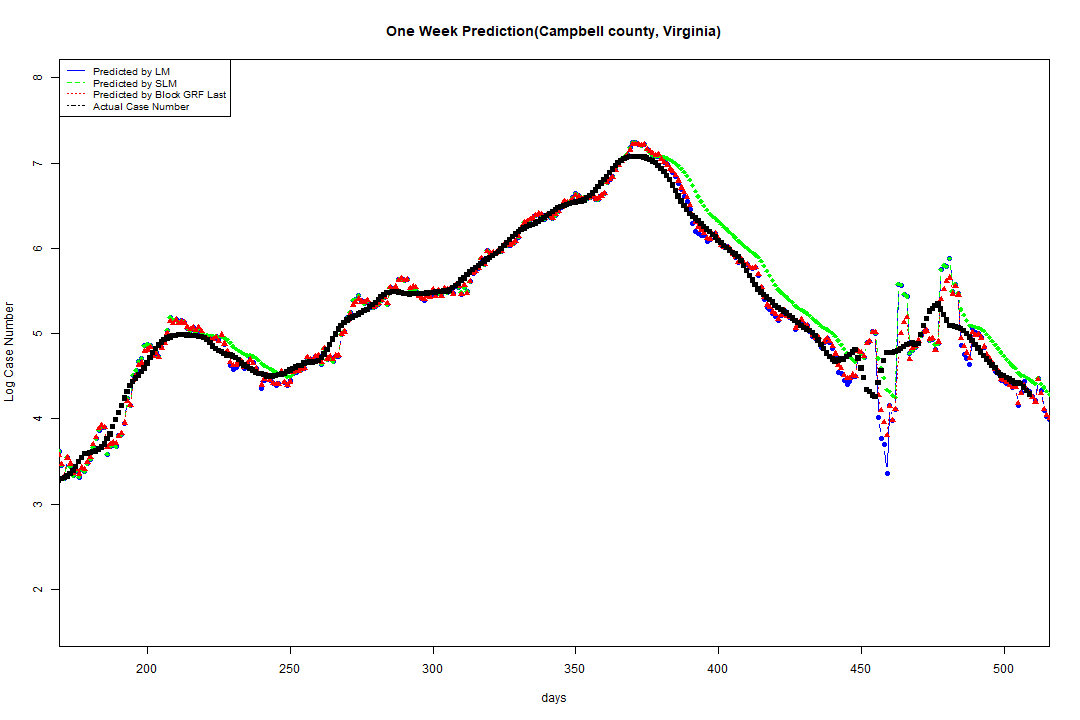 One Week Prediction(Campbell county, Virginia)
Predicted by LM
Predicted by SLM
Predicted by Block GRF Last
Actual Case Number
8
7
6
5
4
3
2
Log Case Number
200 250 300 350 400 450 500
days